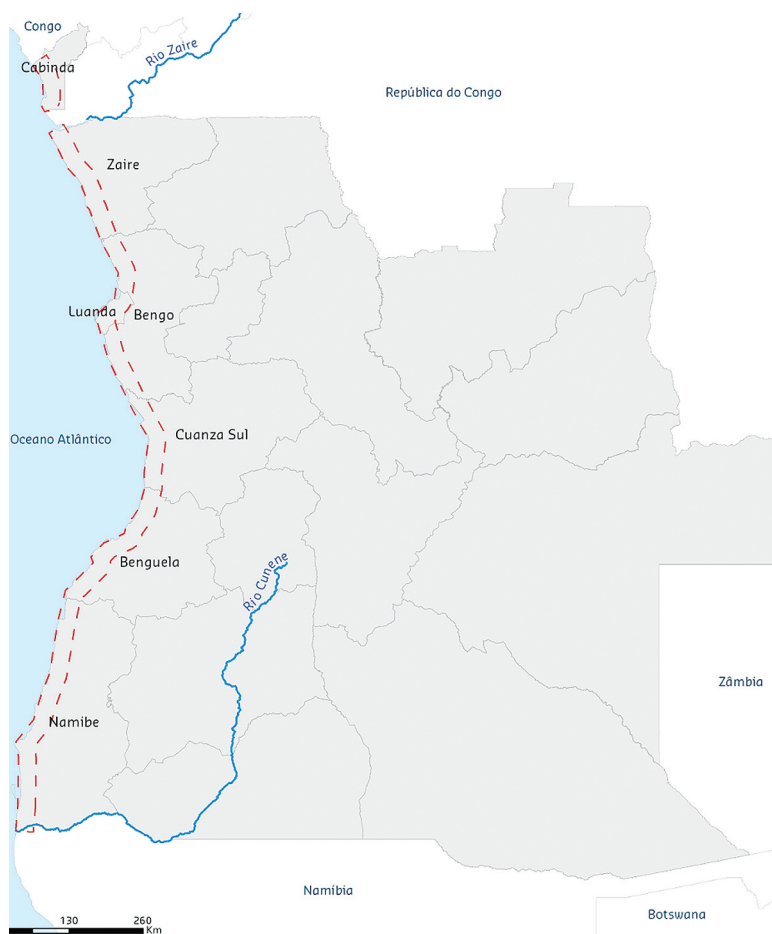 Congo
Rio Zaire
Cabinda
República do Congo
Zaire
Luanda
Bengo
Oceano Atlântico
Cuanza Sul
Benguela
Rio Cunene
Zâmbia
Namibe
Namíbia
Botswana
130 260
Km